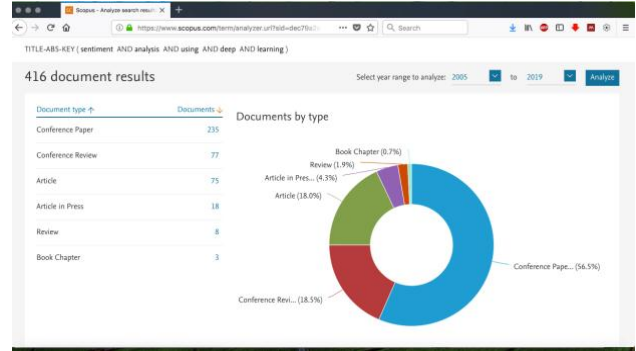 Scopus - Analyze search result
https://www.scopus.com/term/analyzer.uri?sid=
Search
TITLE-ABS-KEY ( sentiment AND analysis AND using AND deep AND learning )
416 document results
Select year range to analyze: 2005 to 2019 Analyze
Document type Documents
Conference Paper 235
Conference Review 77
Article 75
Article in Press 18
Review 8
Book Chapter 3
Documents by type
Book Chapter (0.7%)
Review (1.9%)
Article in Pres... (4.3%)
Article (18.0%)
Conference Pape... (56.5%)
Conference Revi... (18.5%)